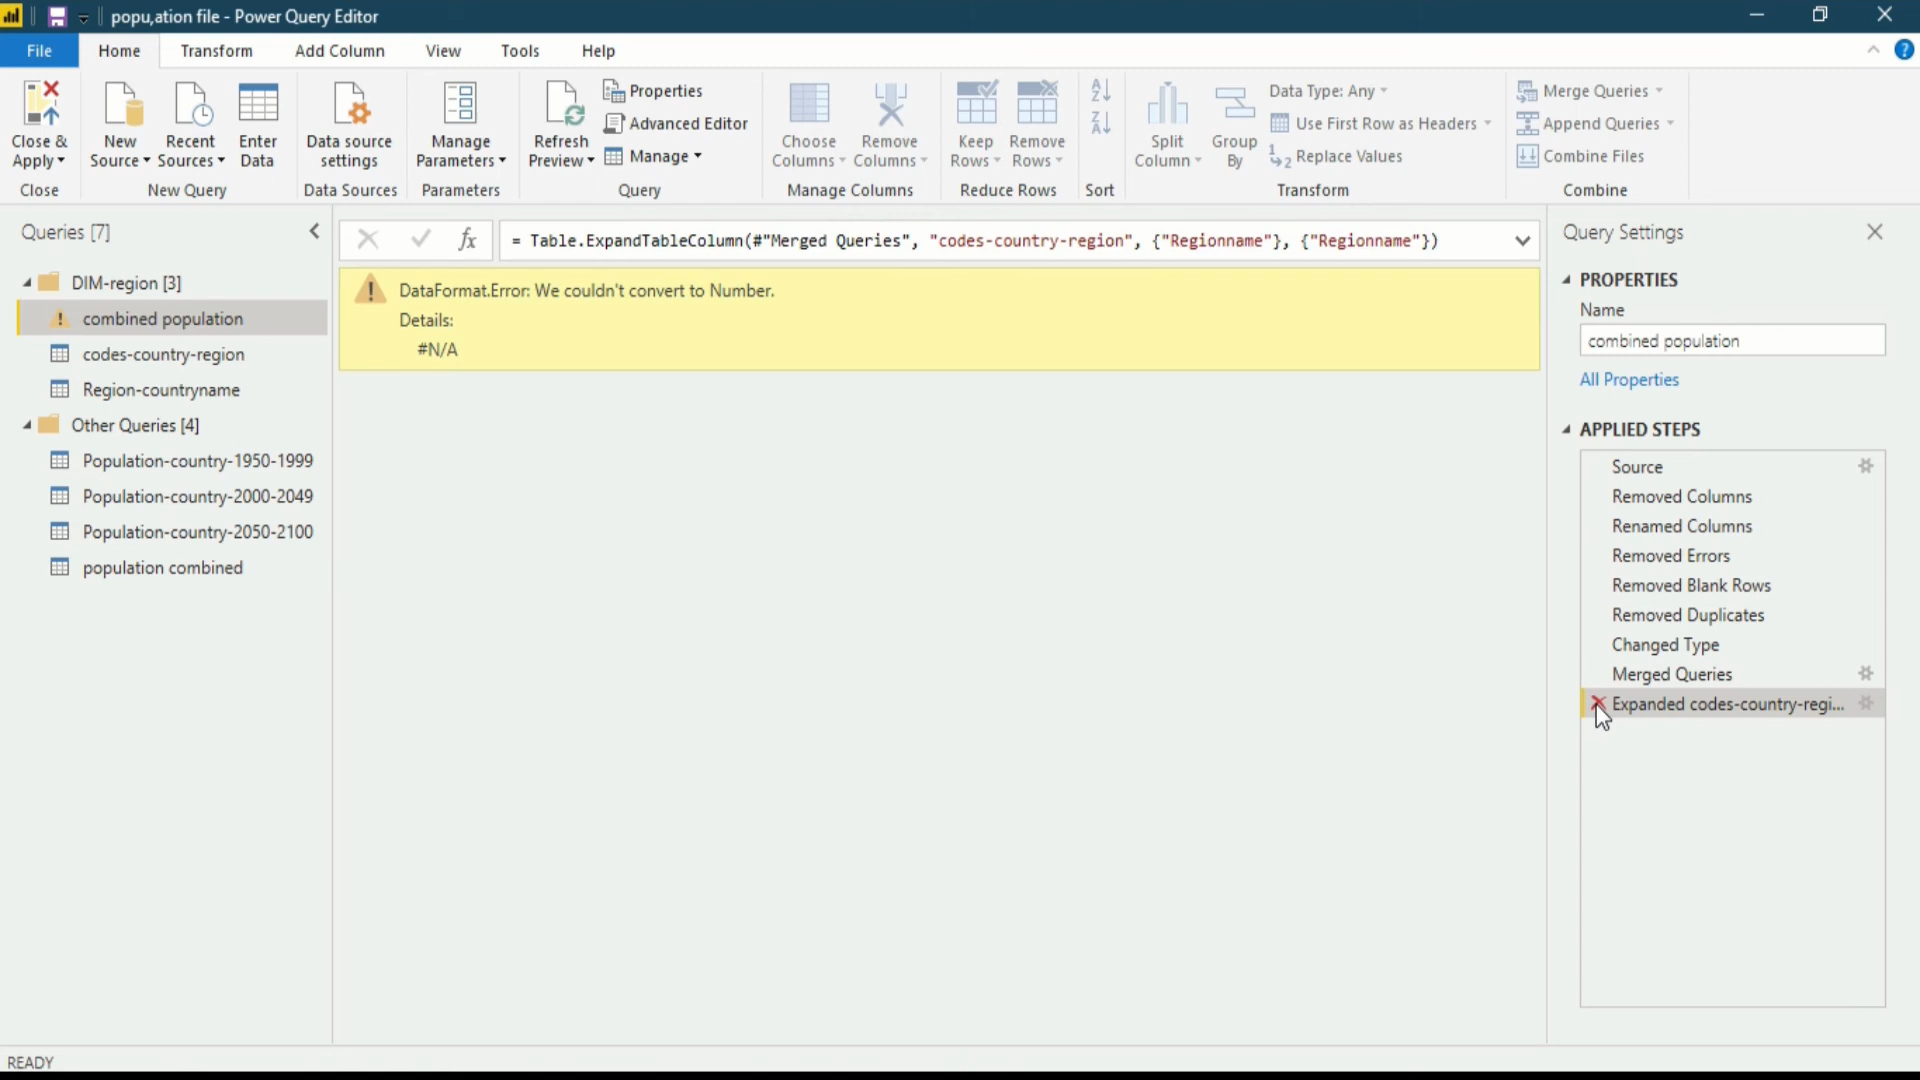 popu,ation file - Power Query Editor
File Home Transform Add Column View Tools Help
Close & Apply
Close
New Source
Recent Sources
Enter Data
New Query
Data source settings
Data Sources
Manage Parameters
Parameters
Refresh Preview
Properties
Advanced Editor
Manage
Query
Choose Columns
Remove Columns
Manage Columns
Keep Rows
Remove Rows
Reduce Rows
Sort
Split Column
Group By
Data Type: Any
Use First Row as Headers
Replace Values
Transform
Merge Queries
Append Queries
Combine Files
Combine
Queries [7]
DIM-region [3]
combined population
codes-country-region
Region-countryname
Other Queries [4]
Population-country-1950-1999
Population-country-2000-2049
Population-country-2050-2100
population combined
fx = Table.ExpandTableColumn(#"Merged Queries", "codes-country-region", {"Regionname"}, {"Regionname"})
DataFormat.Error: We couldn't convert to Number.
Details:
#N/A
Query Settings
PROPERTIES
Name
combined population
All Properties
APPLIED STEPS
Source
Removed Columns
Renamed Columns
Removed Errors
Removed Blank Rows
Removed Duplicates
Changed Type
Merged Queries
Expanded codes-country-regi...
READY